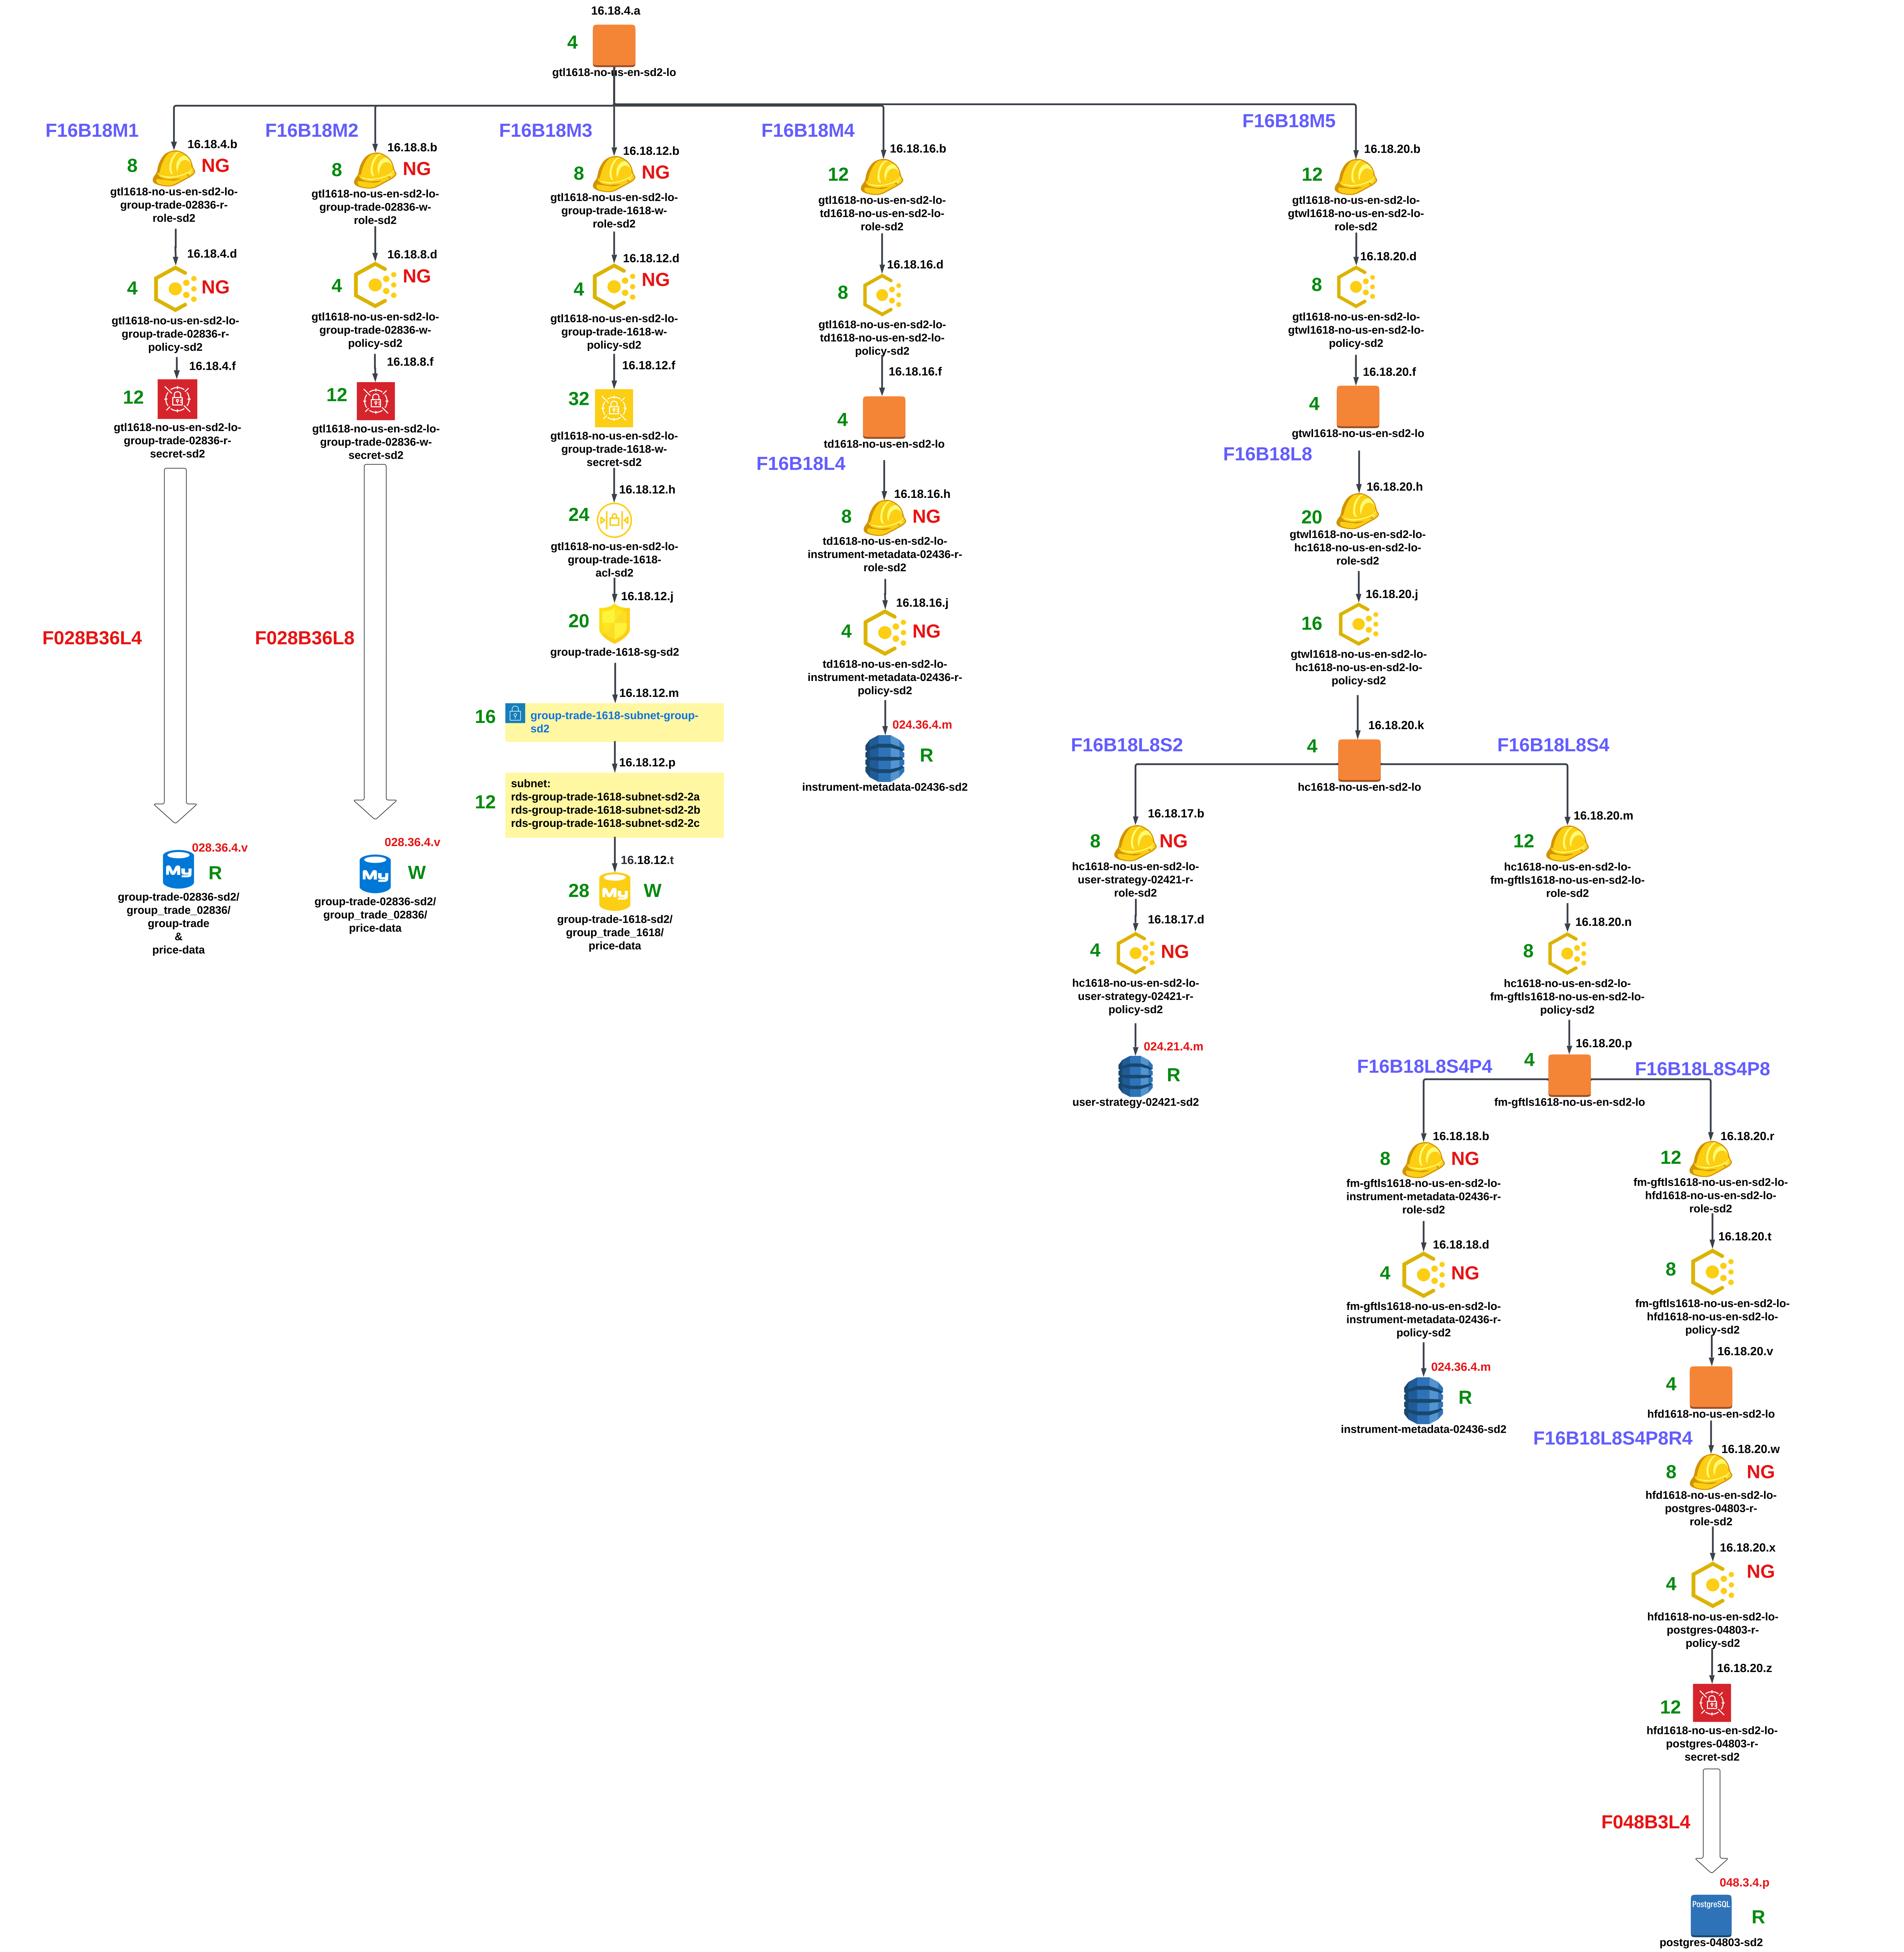 16.18.4.a
4
gtl1618-no-us-en-sd2-lo
F16B18M1
16.18.4.b
8
NG
gtl1618-no-us-en-sd2-lo-
group-trade-02836-r-
role-sd2
16.18.4.d
4
NG
gtl1618-no-us-en-sd2-lo-
group-trade-02836-r-
policy-sd2
16.18.4.f
12
gtl1618-no-us-en-sd2-lo-
group-trade-02836-r-
secret-sd2
F028B36L4
028.36.4.v
My
R
group-trade-02836-sd2/
group_trade_02836/
group-trade
&
price-data
F16B18M2
16.18.8.b
8
NG
gtl1618-no-us-en-sd2-lo-
group-trade-02836-w-
role-sd2
16.18.8.d
4
NG
gtl1618-no-us-en-sd2-lo-
group-trade-02836-w-
policy-sd2
16.18.8.f
12
gtl1618-no-us-en-sd2-lo-
group-trade-02836-w-
secret-sd2
F028B36L8
028.36.4.v
My
W
group-trade-02836-sd2/
group_trade_02836/
price-data
F16B18M3
16.18.12.b
8
NG
gtl1618-no-us-en-sd2-lo-
group-trade-1618-w-
role-sd2
16.18.12.d
4
NG
gtl1618-no-us-en-sd2-lo-
group-trade-1618-w-
policy-sd2
16.18.12.f
32
gtl1618-no-us-en-sd2-lo-
group-trade-1618-w-
secret-sd2
16.18.12.h
24
gtl1618-no-us-en-sd2-lo-
group-trade-1618-
acl-sd2
16.18.12.j
20
group-trade-1618-sg-sd2
16.18.12.m
16
group-trade-1618-subnet-group-
sd2
16.18.12.p
12
subnet:
rds-group-trade-1618-subnet-sd2-2a
rds-group-trade-1618-subnet-sd2-2b
rds-group-trade-1618-subnet-sd2-2c
16.18.12.t
28
My
W
group-trade-1618-sd2/
group_trade_1618/
price-data
F16B18M4
16.18.16.b
12
gtl1618-no-us-en-sd2-lo-
td1618-no-us-en-sd2-lo-
role-sd2
16.18.16.d
8
gtl1618-no-us-en-sd2-lo-
td1618-no-us-en-sd2-lo-
policy-sd2
16.18.16.f
4
td1618-no-us-en-sd2-lo
F16B18L4
16.18.16.h
8
NG
td1618-no-us-en-sd2-lo-
instrument-metadata-02436-r-
role-sd2
16.18.16.j
4
NG
td1618-no-us-en-sd2-lo-
instrument-metadata-02436-r-
policy-sd2
024.36.4.m
R
instrument-metadata-02436-sd2
F16B18M5
16.18.20.b
12
gtl1618-no-us-en-sd2-lo-
gtwl1618-no-us-en-sd2-lo-
role-sd2
16.18.20.d
8
gtl1618-no-us-en-sd2-lo-
gtwl1618-no-us-en-sd2-lo-
policy-sd2
16.18.20.f
4
gtwl1618-no-us-en-sd2-lo
F16B18L8
16.18.20.h
20
gtwl1618-no-us-en-sd2-lo-
hc1618-no-us-en-sd2-lo-
role-sd2
16.18.20.j
16
gtwl1618-no-us-en-sd2-lo-
hc1618-no-us-en-sd2-lo-
policy-sd2
16.18.20.k
4
hc1618-no-us-en-sd2-lo
F16B18L8S2
16.18.17.b
8
NG
hc1618-no-us-en-sd2-lo-
user-strategy-02421-r-
role-sd2
16.18.17.d
4
NG
hc1618-no-us-en-sd2-lo-
user-strategy-02421-r-
policy-sd2
024.21.4.m
R
user-strategy-02421-sd2
F16B18L8S4
16.18.20.m
12
hc1618-no-us-en-sd2-lo-
fm-gftls1618-no-us-en-sd2-lo-
role-sd2
16.18.20.n
8
hc1618-no-us-en-sd2-lo-
fm-gftls1618-no-us-en-sd2-lo-
policy-sd2
16.18.20.p
4
fm-gftls1618-no-us-en-sd2-lo
F16B18L8S4P4
16.18.18.b
8
NG
fm-gftls1618-no-us-en-sd2-lo-
instrument-metadata-02436-r-
role-sd2
16.18.18.d
4
NG
fm-gftls1618-no-us-en-sd2-lo-
instrument-metadata-02436-r-
policy-sd2
024.36.4.m
R
instrument-metadata-02436-sd2
F16B18L8S4P8
16.18.20.r
12
fm-gftls1618-no-us-en-sd2-lo-
hfd1618-no-us-en-sd2-lo-
role-sd2
16.18.20.t
8
fm-gftls1618-no-us-en-sd2-lo-
hfd1618-no-us-en-sd2-lo-
policy-sd2
16.18.20.v
4
hfd1618-no-us-en-sd2-lo
F16B18L8S4P8R4
16.18.20.w
8
NG
hfd1618-no-us-en-sd2-lo-
postgres-04803-r-
role-sd2
16.18.20.x
4
NG
hfd1618-no-us-en-sd2-lo-
postgres-04803-r-
policy-sd2
16.18.20.z
12
hfd1618-no-us-en-sd2-lo-
postgres-04803-r-
secret-sd2
F048B3L4
048.3.4.p
PostgreSQL
R
postgres-04803-sd2